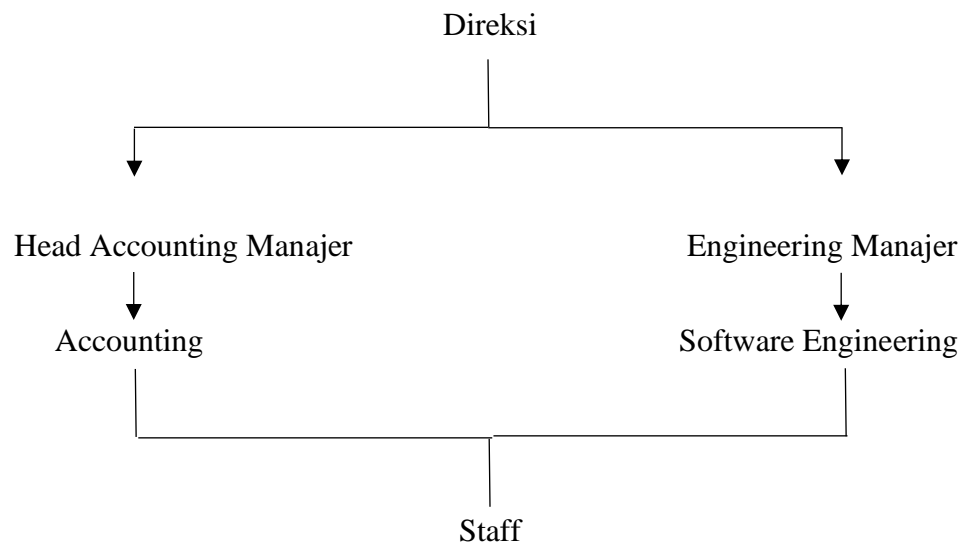 Direksi
Head Accounting Manajer
Engineering Manajer
Accounting
Software Engineering
Staff